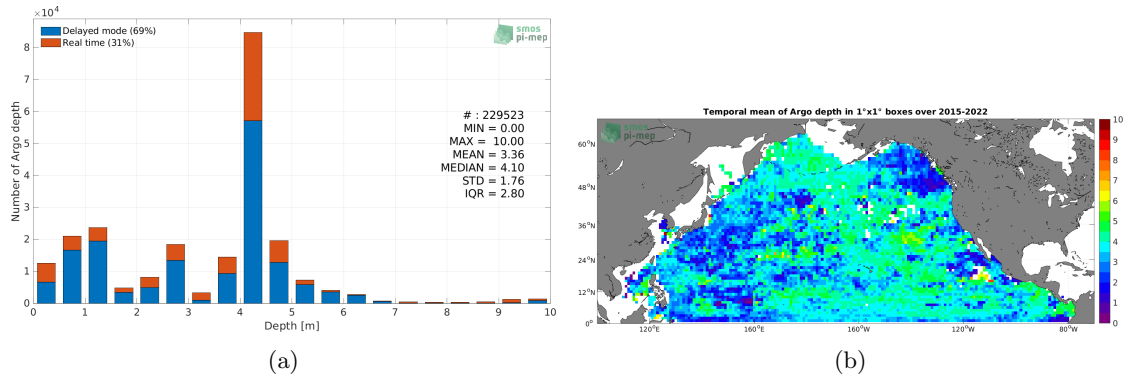 ×10⁴
Delayed mode (69%)
Real time (31%)
smos
pi-mep
Number of Argo depth
8
7
6
5
4
3
2
1
0
# : 229523
MIN = 0.00
MAX = 10.00
MEAN = 3.36
MEDIAN = 4.10
STD = 1.76
IQR = 2.80
0 1 2 3 4 5 6 7 8 9 10
Depth [m]
(a)
Temporal mean of Argo depth in 1°x1° boxes over 2015-2022
smos
pi-mep
60°N
48°N
36°N
24°N
12°N
0°
120°E 160°E 160°W 120°W 80°W
10
9
8
7
6
5
4
3
2
1
0
(b)